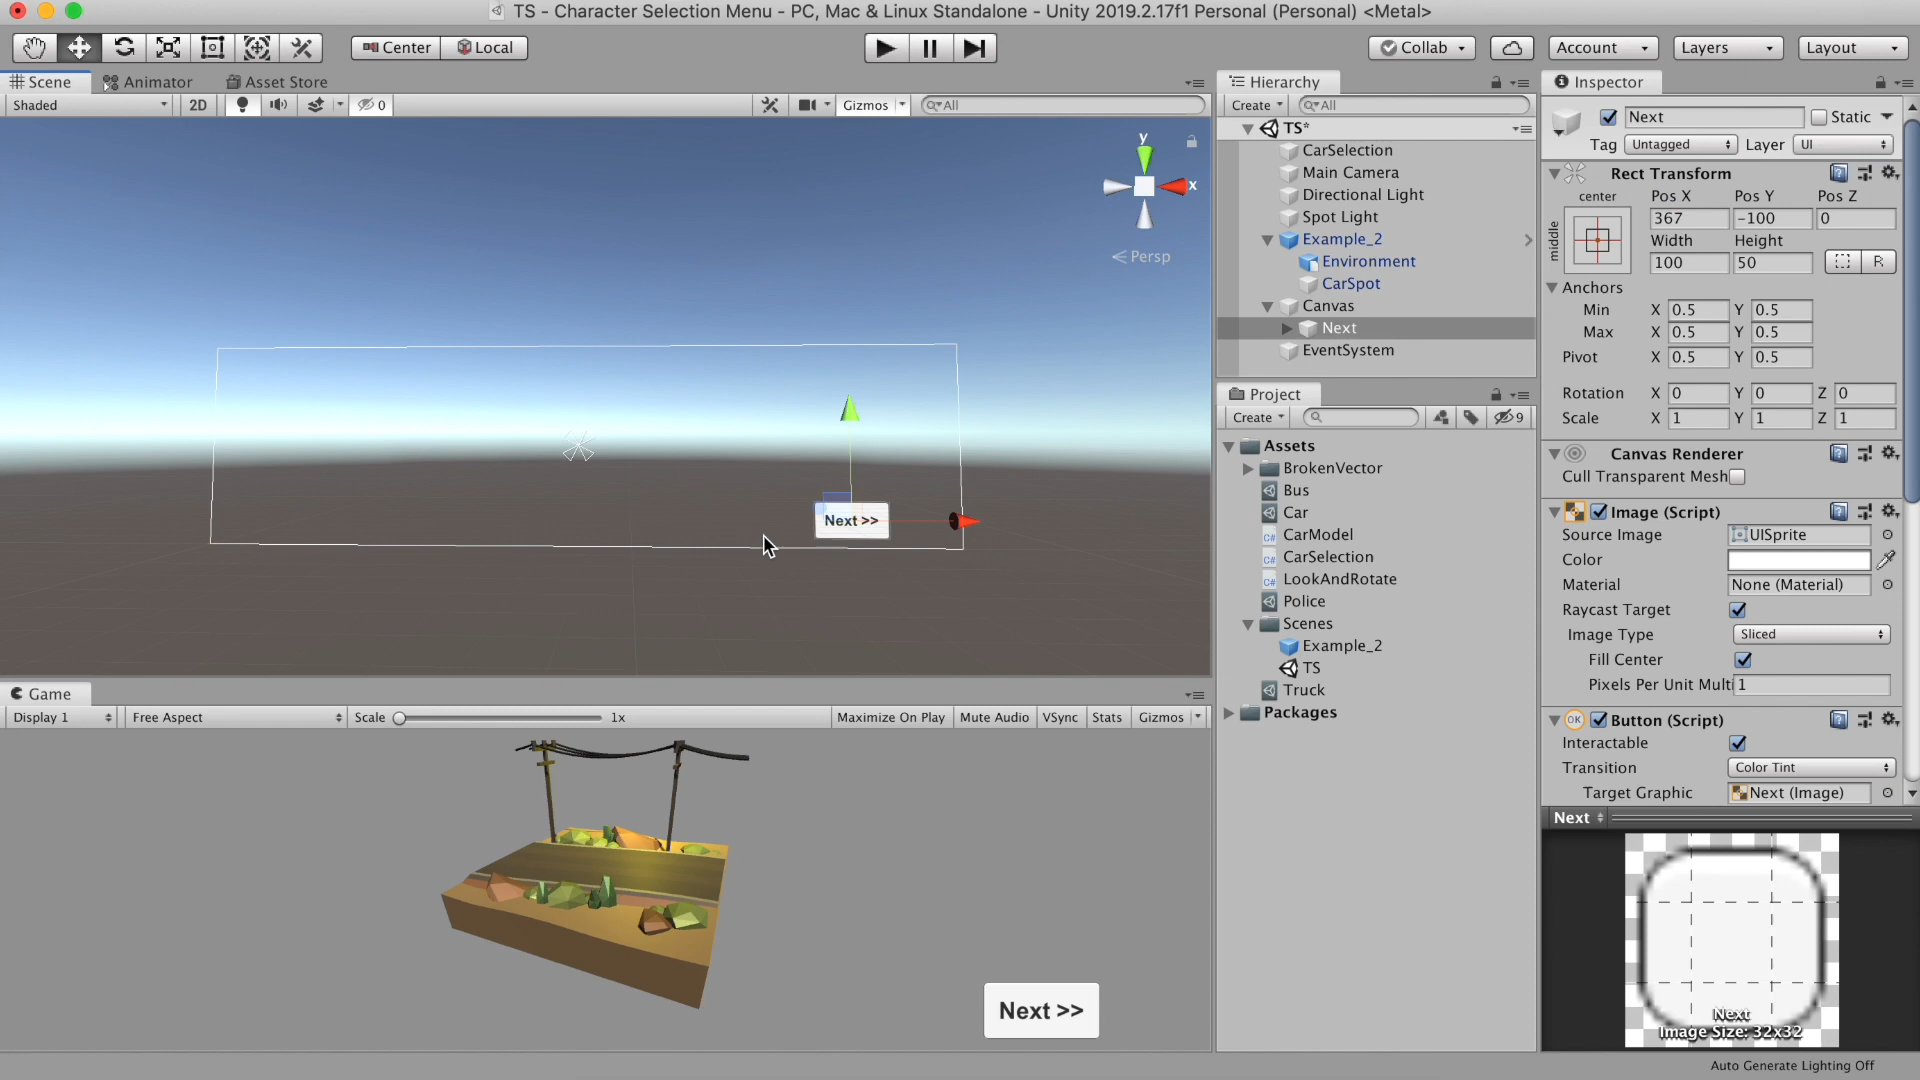 TS - Character Selection Menu - PC, Mac & Linux Standalone - Unity 2019.2.17f1 Personal (Personal) <Metal>
Center Local Collab Account Layers Layout
Scene Animator Asset Store
Shaded 2D 0 Gizmos All
y
x
Persp
Next >>
Game
Display 1 Free Aspect Scale 1x Maximize On Play Mute Audio VSync Stats Gizmos
Next >>
Hierarchy
Create All
TS*
CarSelection
Main Camera
Directional Light
Spot Light
Example_2
Environment
CarSpot
Canvas
Next
EventSystem
Project
Create 9
Assets
BrokenVector
Bus
Car
C# CarModel
C# CarSelection
C# LookAndRotate
Police
Scenes
Example_2
TS
Truck
Packages
Inspector
Next Static
Tag Untagged Layer UI
Rect Transform
center Pos X Pos Y Pos Z
middle 367 -100 0
Width Height
100 50 R
Anchors
Min X 0.5 Y 0.5
Max X 0.5 Y 0.5
Pivot X 0.5 Y 0.5
Rotation X 0 Y 0 Z 0
Scale X 1 Y 1 Z 1
Canvas Renderer
Cull Transparent Mesh
Image (Script)
Source Image UISprite
Color
Material None (Material)
Raycast Target
Image Type Sliced
Fill Center
Pixels Per Unit Multi 1
OK Button (Script)
Interactable
Transition Color Tint
Target Graphic Next (Image)
Next
Next
Image Size: 32x32
Auto Generate Lighting Off